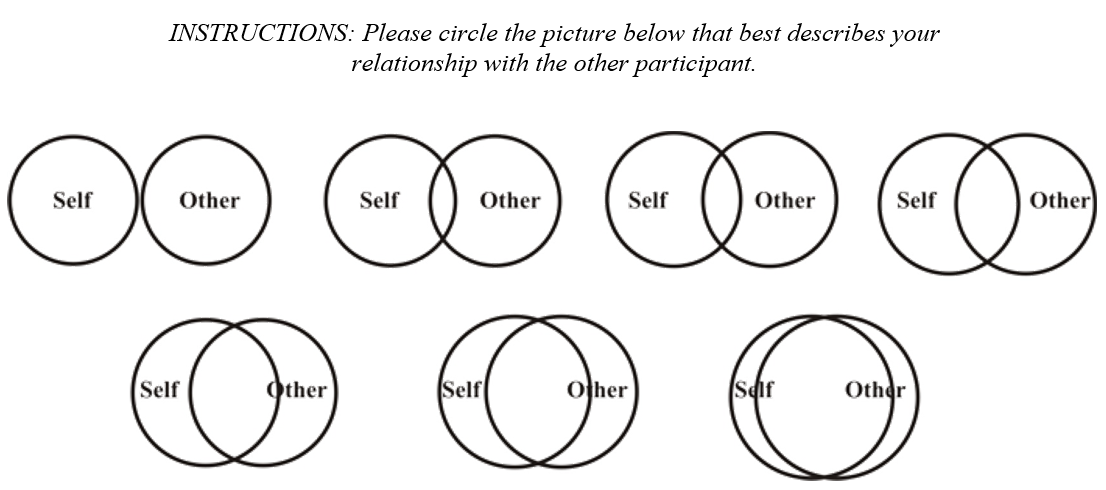 INSTRUCTIONS: Please circle the picture below that best describes your
relationship with the other participant.
Self Other
Self Other
Self Other
Self Other
Self Other
Self Other
Self Other